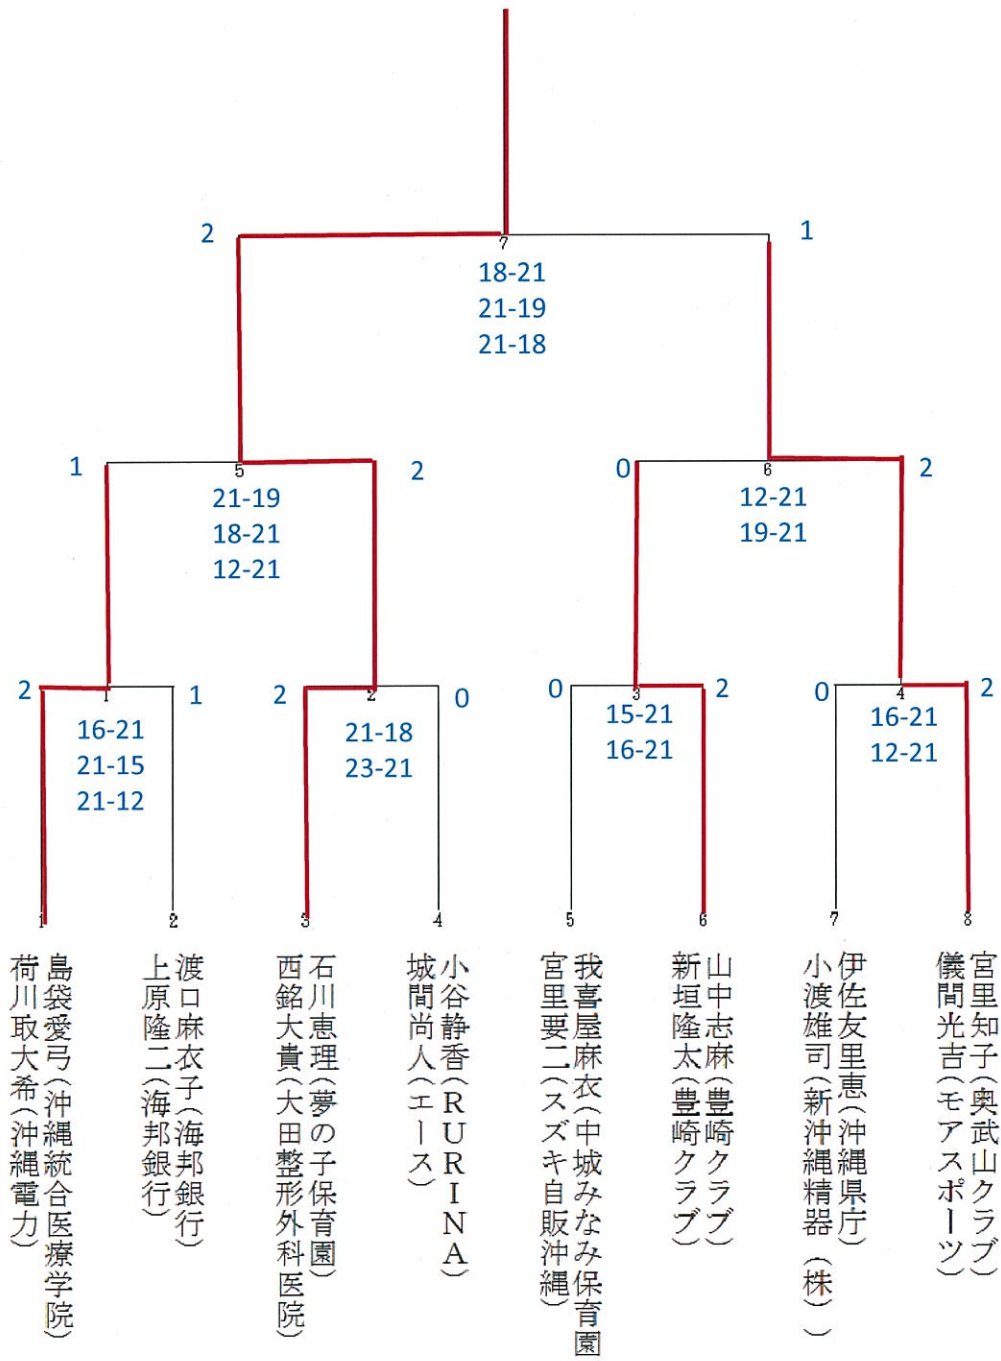 2
7
1
18-21
21-19
21-18
1
5
2
21-19
18-21
12-21
0
6
2
12-21
19-21
2
1
1
16-21
21-15
21-12
2
2
0
21-18
23-21
0
3
2
15-21
16-21
0
4
2
16-21
12-21
1
2
3
4
5
6
7
8
荷川取大希(沖縄電力)
島袋愛弓(沖縄統合医療学院)
上原隆二(海邦銀行)
渡口麻衣子(海邦銀行)
西銘大貴(大田整形外科医院)
石川恵理(夢の子保育園)
城間尚人(エース)
小谷静香(RURINA)
宮里要二(スズキ自販沖縄)
我喜屋麻衣(中城みなみ保育園
新垣隆太(豊崎クラブ)
山中志麻(豊崎クラブ)
小渡雄司(新沖縄精器(株))
伊佐友里恵(沖縄県庁)
儀間光吉(モアスポーツ)
宮里知子(奥武山クラブ)